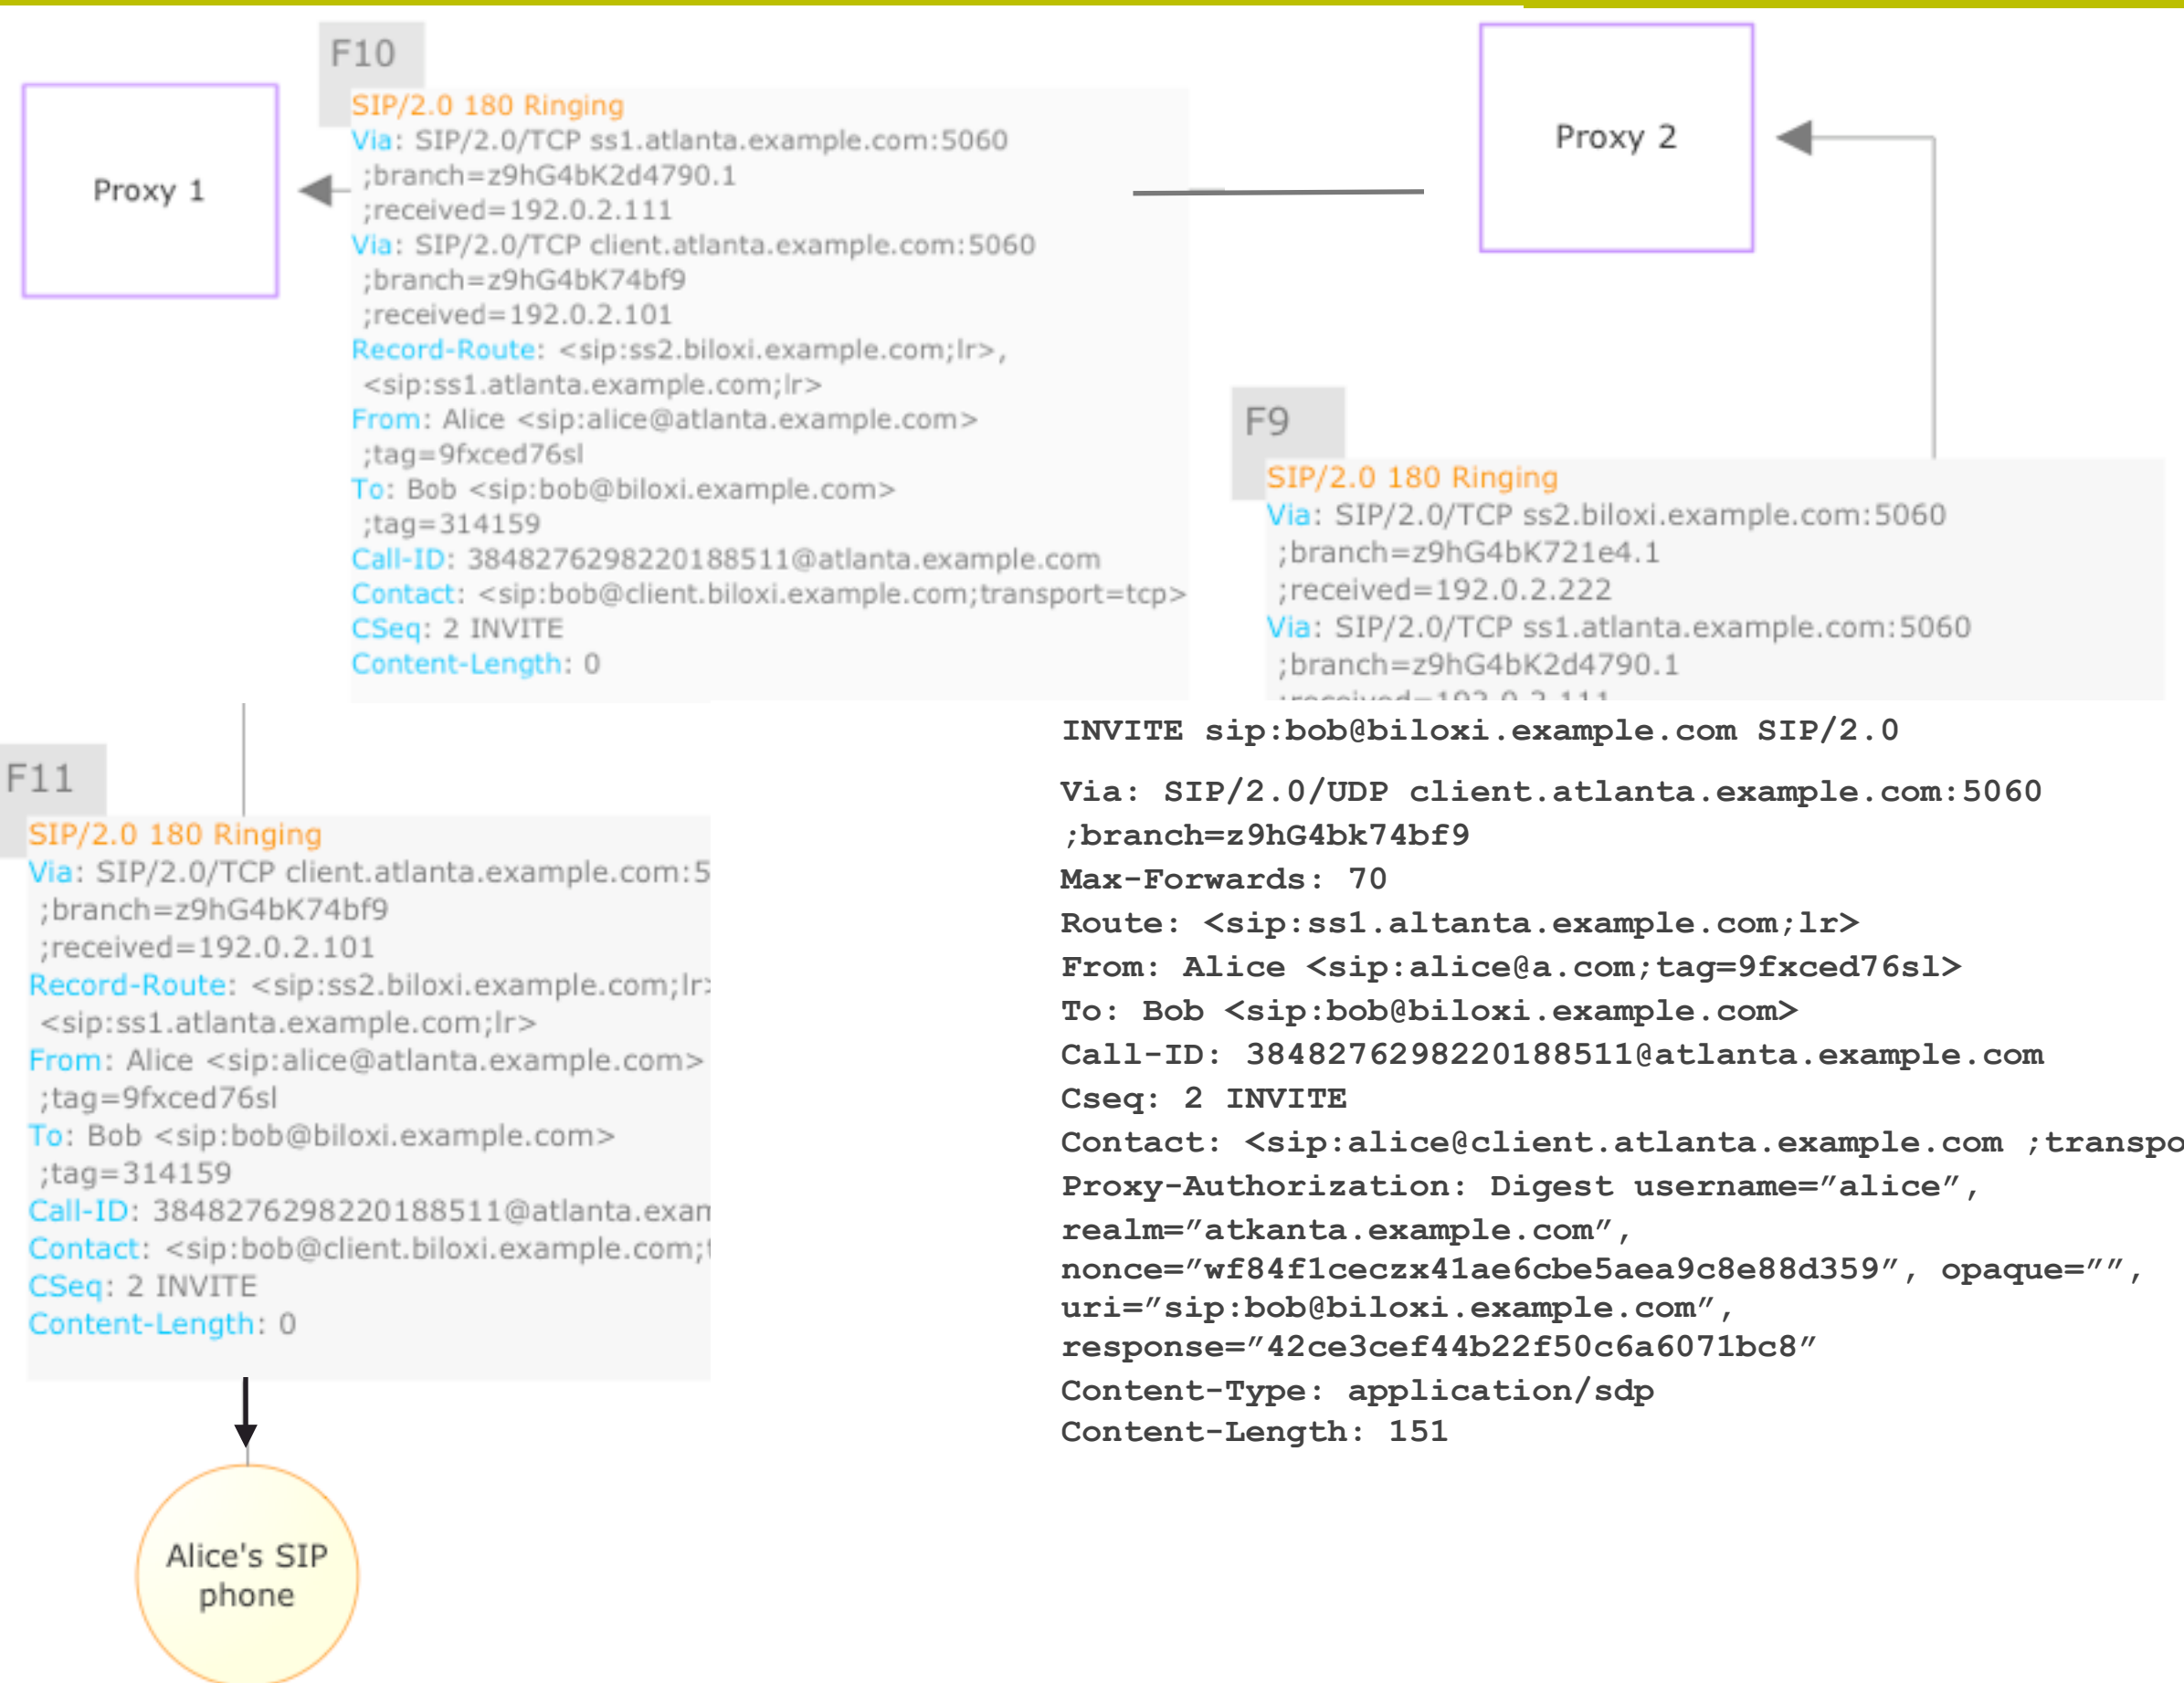 F10
SIP/2.0 180 Ringing
Via: SIP/2.0/TCP ss1.atlanta.example.com:5060
;branch=z9hG4bK2d4790.1
;received=192.0.2.111
Via: SIP/2.0/TCP client.atlanta.example.com:5060
;branch=z9hG4bK74bf9
;received=192.0.2.101
Record-Route: <sip:ss2.biloxi.example.com;lr>,
<sip:ss1.atlanta.example.com;lr>
From: Alice <sip:alice@atlanta.example.com>
;tag=9fxced76sl
To: Bob <sip:bob@biloxi.example.com>
;tag=314159
Call-ID: 3848276298220188511@atlanta.example.com
Contact: <sip:bob@client.biloxi.example.com;transport=tcp>
CSeq: 2 INVITE
Content-Length: 0
Proxy 1
Proxy 2
F9
SIP/2.0 180 Ringing
Via: SIP/2.0/TCP ss2.biloxi.example.com:5060
;branch=z9hG4bK721e4.1
;received=192.0.2.222
Via: SIP/2.0/TCP ss1.atlanta.example.com:5060
;branch=z9hG4bK2d4790.1
;received=192.0.2.111
F11
SIP/2.0 180 Ringing
Via: SIP/2.0/TCP client.atlanta.example.com:5
;branch=z9hG4bK74bf9
;received=192.0.2.101
Record-Route: <sip:ss2.biloxi.example.com;lr>
<sip:ss1.atlanta.example.com;lr>
From: Alice <sip:alice@atlanta.example.com>
;tag=9fxced76sl
To: Bob <sip:bob@biloxi.example.com>
;tag=314159
Call-ID: 3848276298220188511@atlanta.exam
Contact: <sip:bob@client.biloxi.example.com;t
CSeq: 2 INVITE
Content-Length: 0
Alice's SIP
phone
INVITE sip:bob@biloxi.example.com SIP/2.0
Via: SIP/2.0/UDP client.atlanta.example.com:5060
;branch=z9hG4bk74bf9
Max-Forwards: 70
Route: <sip:ss1.altanta.example.com;lr>
From: Alice <sip:alice@a.com;tag=9fxced76sl>
To: Bob <sip:bob@biloxi.example.com>
Call-ID: 3848276298220188511@atlanta.example.com
Cseq: 2 INVITE
Contact: <sip:alice@client.atlanta.example.com ;transpo
Proxy-Authorization: Digest username=”alice”,
realm=”atkanta.example.com”,
nonce=”wf84f1ceczx41ae6cbe5aea9c8e88d359”, opaque=””,
uri=”sip:bob@biloxi.example.com”,
response=”42ce3cef44b22f50c6a6071bc8”
Content-Type: application/sdp
Content-Length: 151